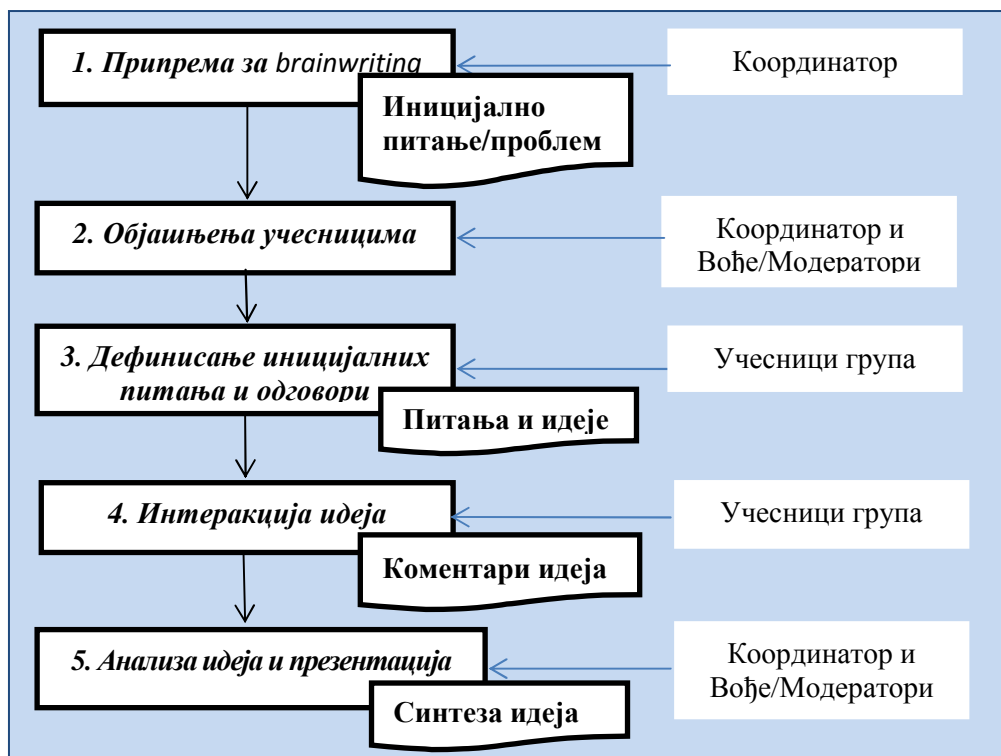 1. Припрема за brainwriting
Координатор
Иницијално
питање/проблем
2. Објашњења учесницима
Координатор и
Вође/Модератори
3. Дефинисање иницијалних
питања и одговори
Учесници група
Питања и идеје
4. Интеракција идеја
Учесници група
Коментари идеја
5. Анализа идеја и презентација
Координатор и
Вође/Модератори
Синтеза идеја